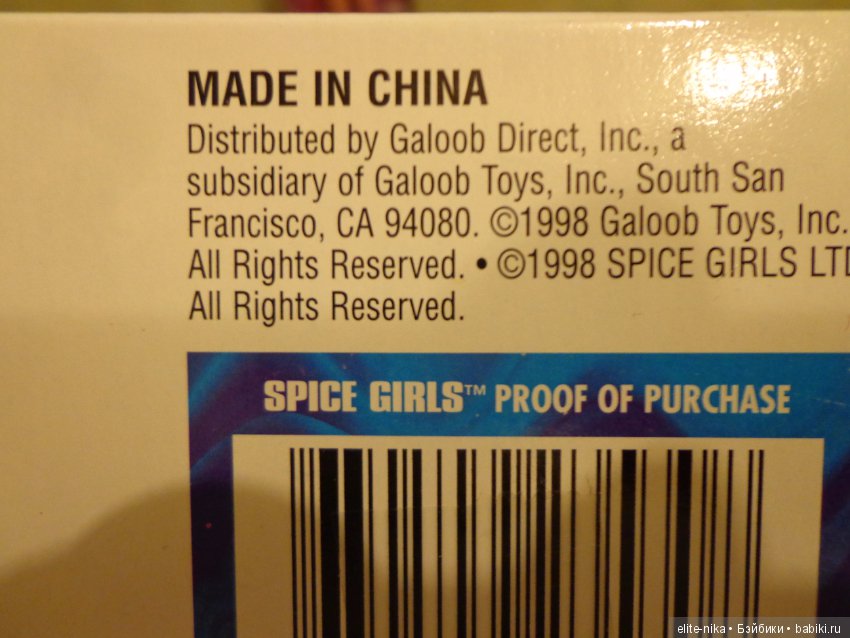 MADE IN CHINA
Distributed by Galoob Direct, Inc., a
subsidiary of Galoob Toys, Inc., South San
Francisco, CA 94080. ©1998 Galoob Toys, Inc.
All Rights Reserved. • ©1998 SPICE GIRLS LTD
All Rights Reserved.
SPICE GIRLS™ PROOF OF PURCHASE
elite-nika • Бэйбики • babiki.ru